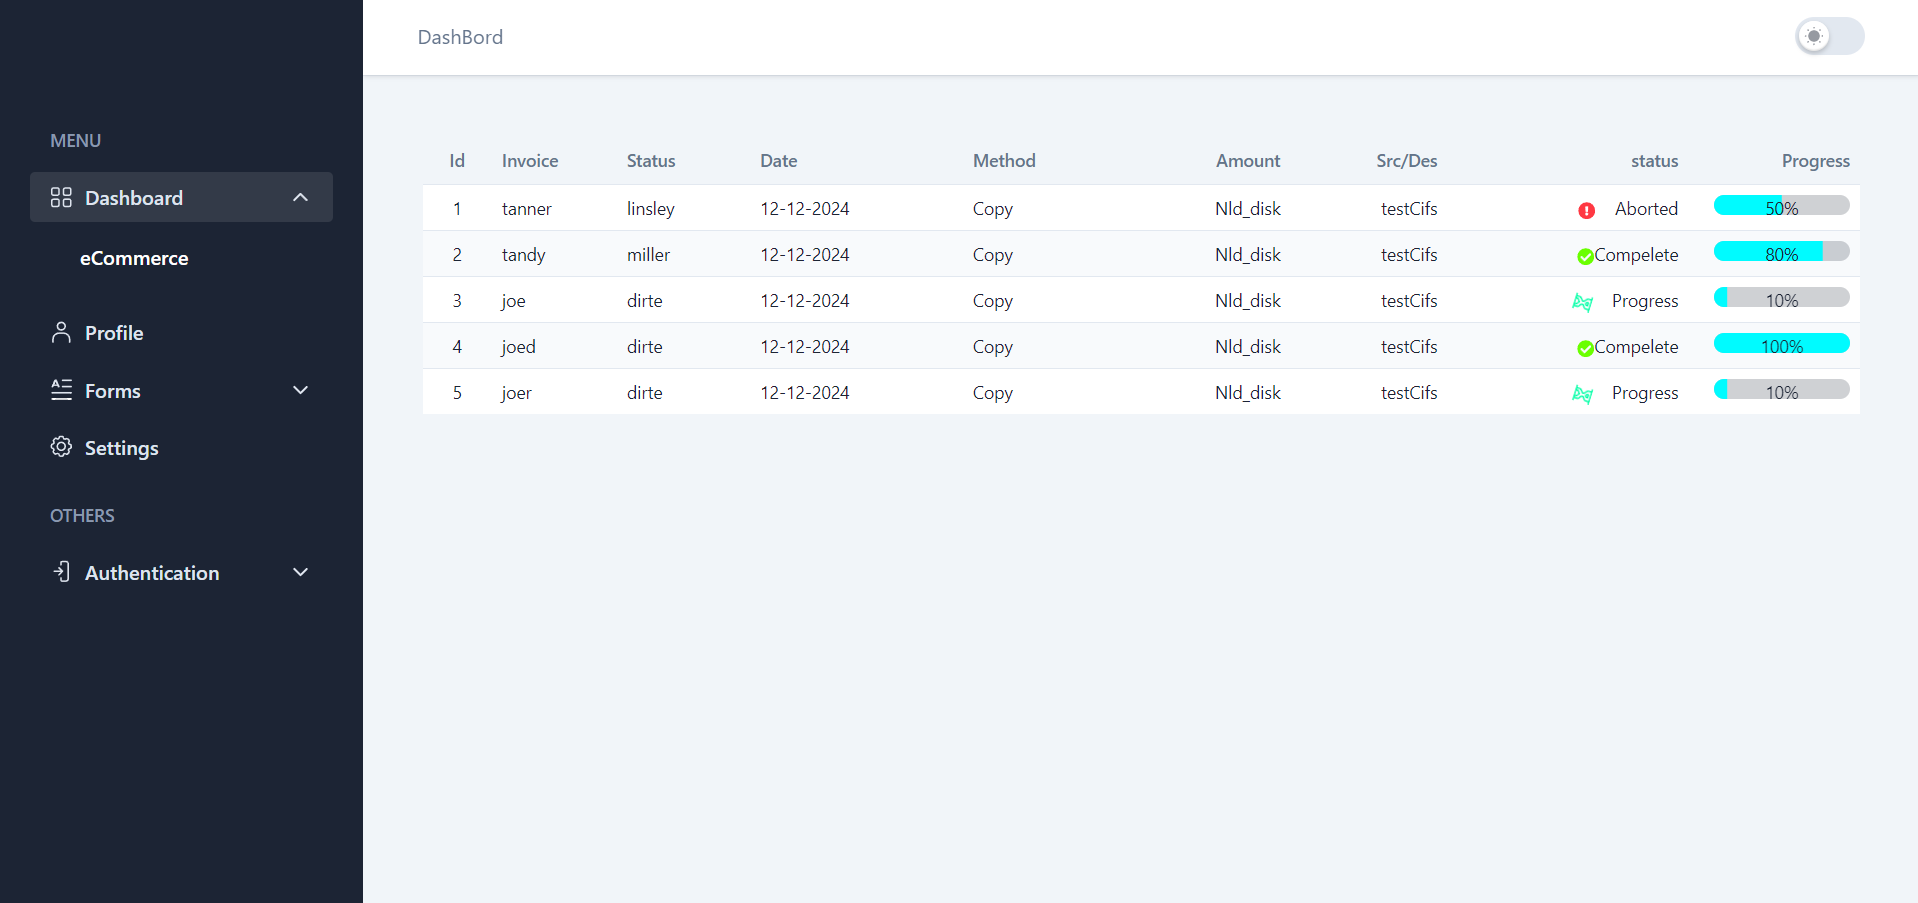 DashBord
MENU
Dashboard
eCommerce
Profile
Forms
Settings
OTHERS
Authentication
Id Invoice Status Date Method Amount Src/Des status Progress
1 tanner linsley 12-12-2024 Copy Nld_disk testCifs Aborted 50%
2 tandy miller 12-12-2024 Copy Nld_disk testCifs Compelete 80%
3 joe dirte 12-12-2024 Copy Nld_disk testCifs Progress 10%
4 joed dirte 12-12-2024 Copy Nld_disk testCifs Compelete 100%
5 joer dirte 12-12-2024 Copy Nld_disk testCifs Progress 10%